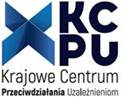 KC
PU
Krajowe Centrum
Przeciwdziałania Uzależnieniom